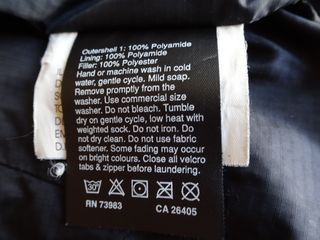 Outershell 1: 100% Polyamide
Lining: 100% Polyamide
Filler: 100% Polyester
Hand or machine wash in cold
water, gentle cycle. Mild soap.
Remove promptly from the
washer. Use commercial size
washer. Do not bleach. Tumble
dry on gentle cycle, low heat with
weighted sock. Do not iron. Do
not dry clean. Do not use fabric
softener. Some fading may occur
on bright colours. Close all velcro
tabs & zipper before laundering.
30°
RN 73983 CA 26405